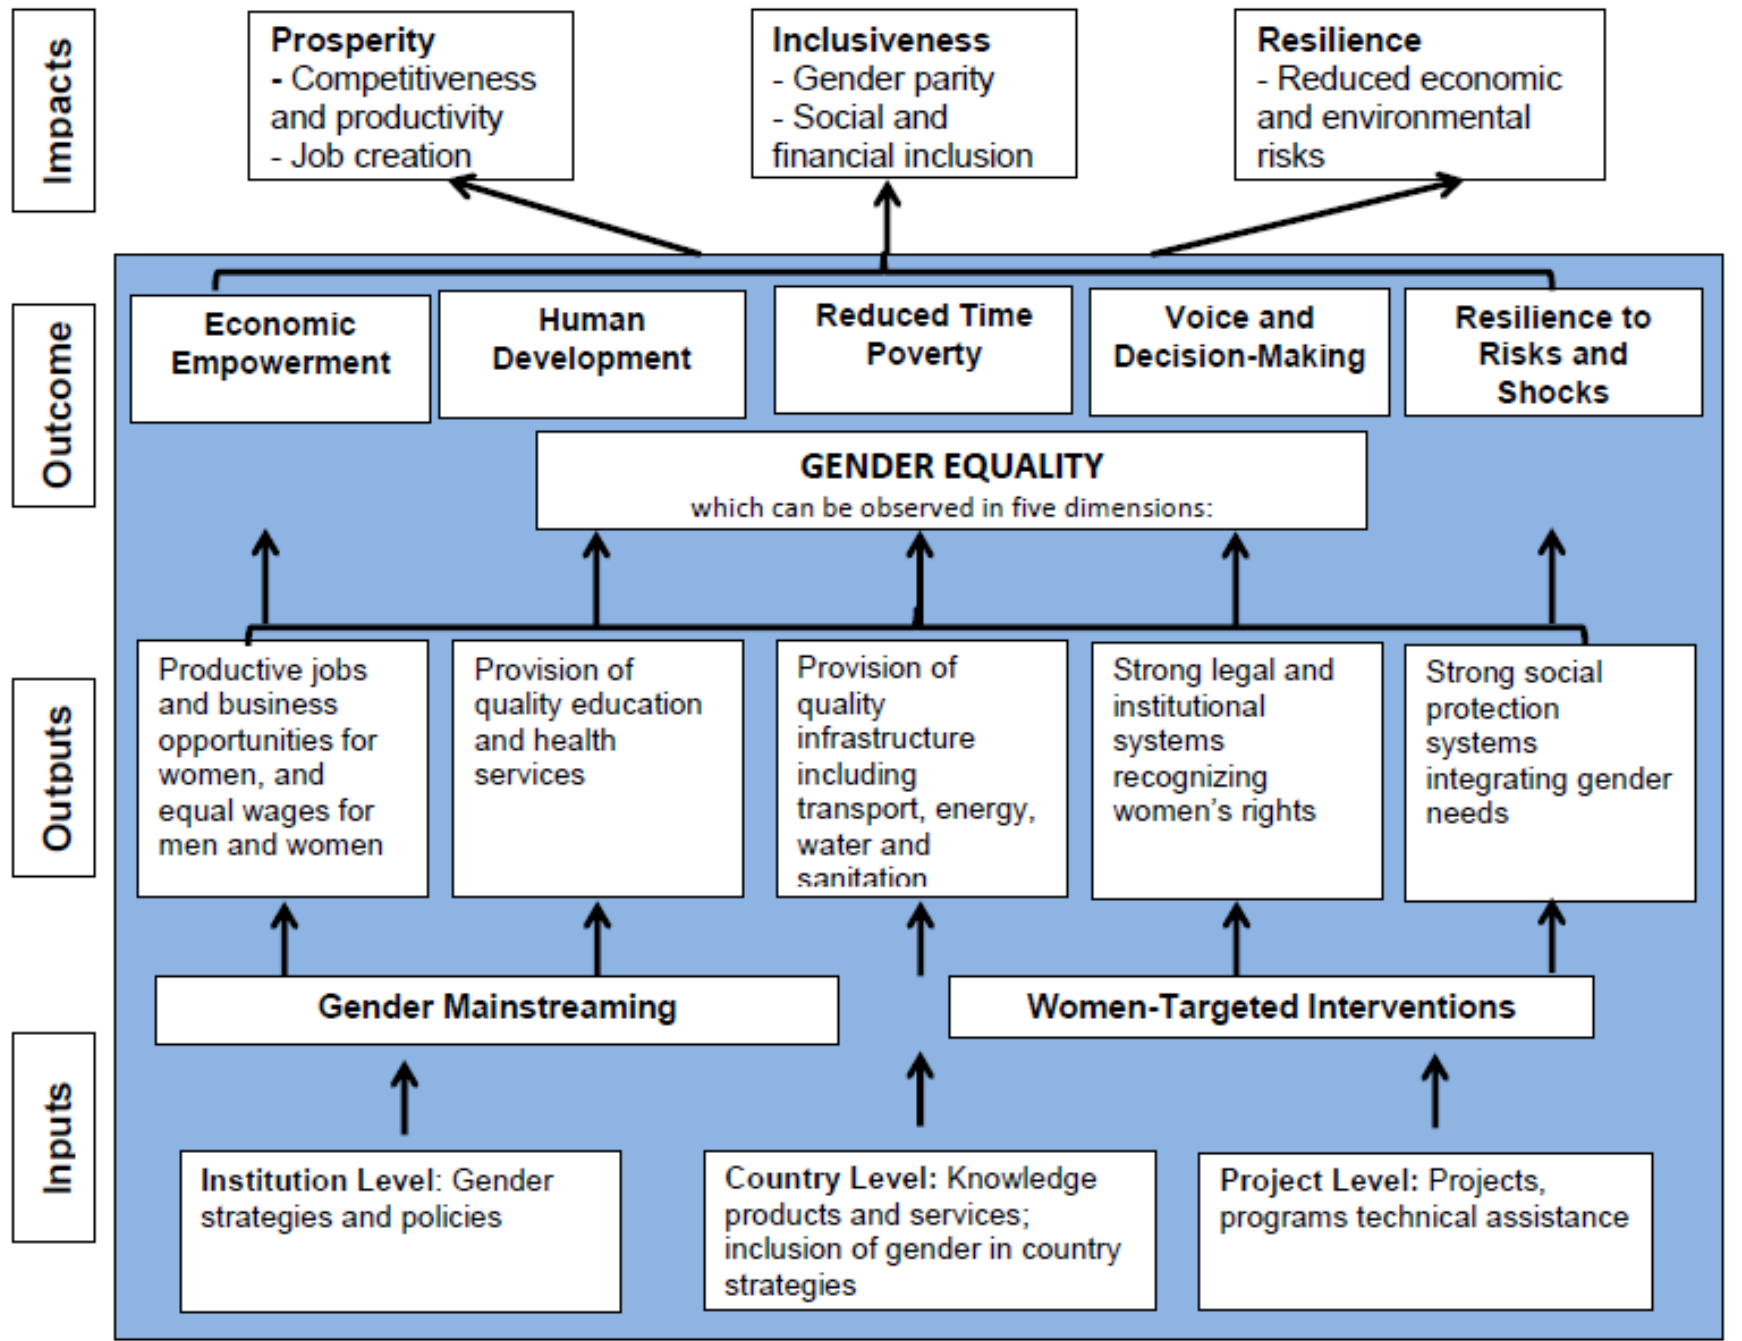 Impacts
Prosperity
- Competitiveness
and productivity
- Job creation
Inclusiveness
- Gender parity
- Social and
financial inclusion
Resilience
- Reduced economic
and environmental
risks
Outcome
Economic
Empowerment
Human
Development
Reduced Time
Poverty
Voice and
Decision-Making
Resilience to
Risks and
Shocks
GENDER EQUALITY
which can be observed in five dimensions:
Outputs
Productive jobs
and business
opportunities for
women, and
equal wages for
men and women
Provision of
quality education
and health
services
Provision of
quality
infrastructure
including
transport, energy,
water and
sanitation
Strong legal and
institutional
systems
recognizing
women’s rights
Strong social
protection
systems
integrating gender
needs
Gender Mainstreaming
Women-Targeted Interventions
Inputs
Institution Level: Gender
strategies and policies
Country Level: Knowledge
products and services;
inclusion of gender in country
strategies
Project Level: Projects,
programs technical assistance